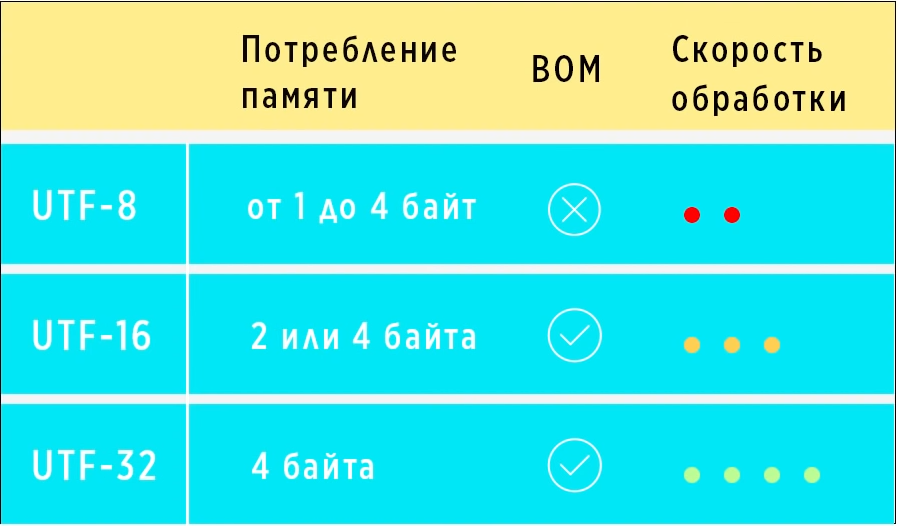 Потребление
памяти
BOM
Скорость
обработки
UTF-8
от 1 до 4 байт
UTF-16
2 или 4 байта
UTF-32
4 байта